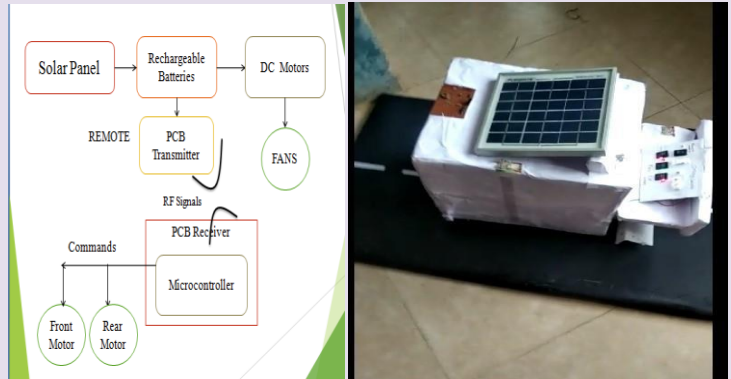 Solar Panel
Rechargeable
Batteries
DC Motors
REMOTE
PCB
Transmitter
FANS
RF Signals
PCB Receiver
Commands
Microcontroller
Front
Motor
Rear
Motor